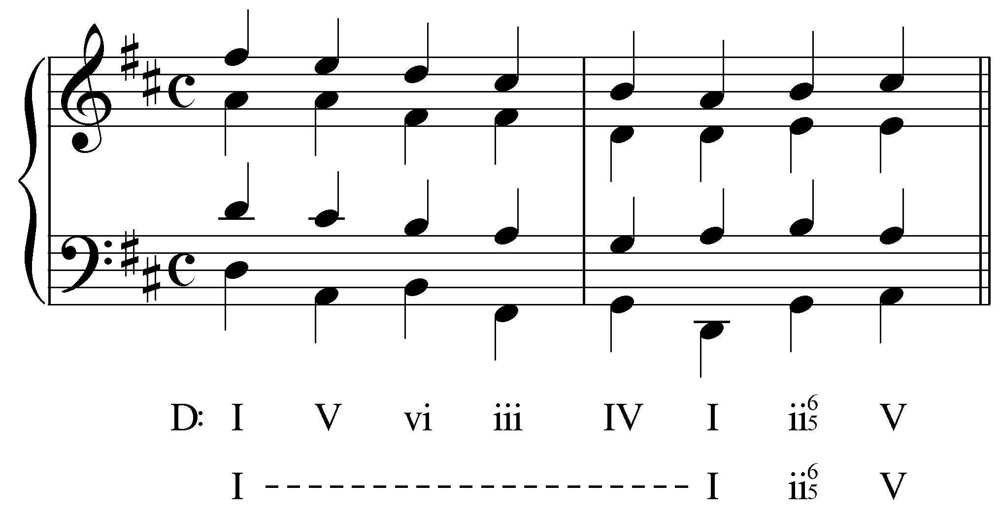 D: I V vi iii IV I ii65 V
I - - - - - - - - - - - - - - - - - - - - I ii65 V